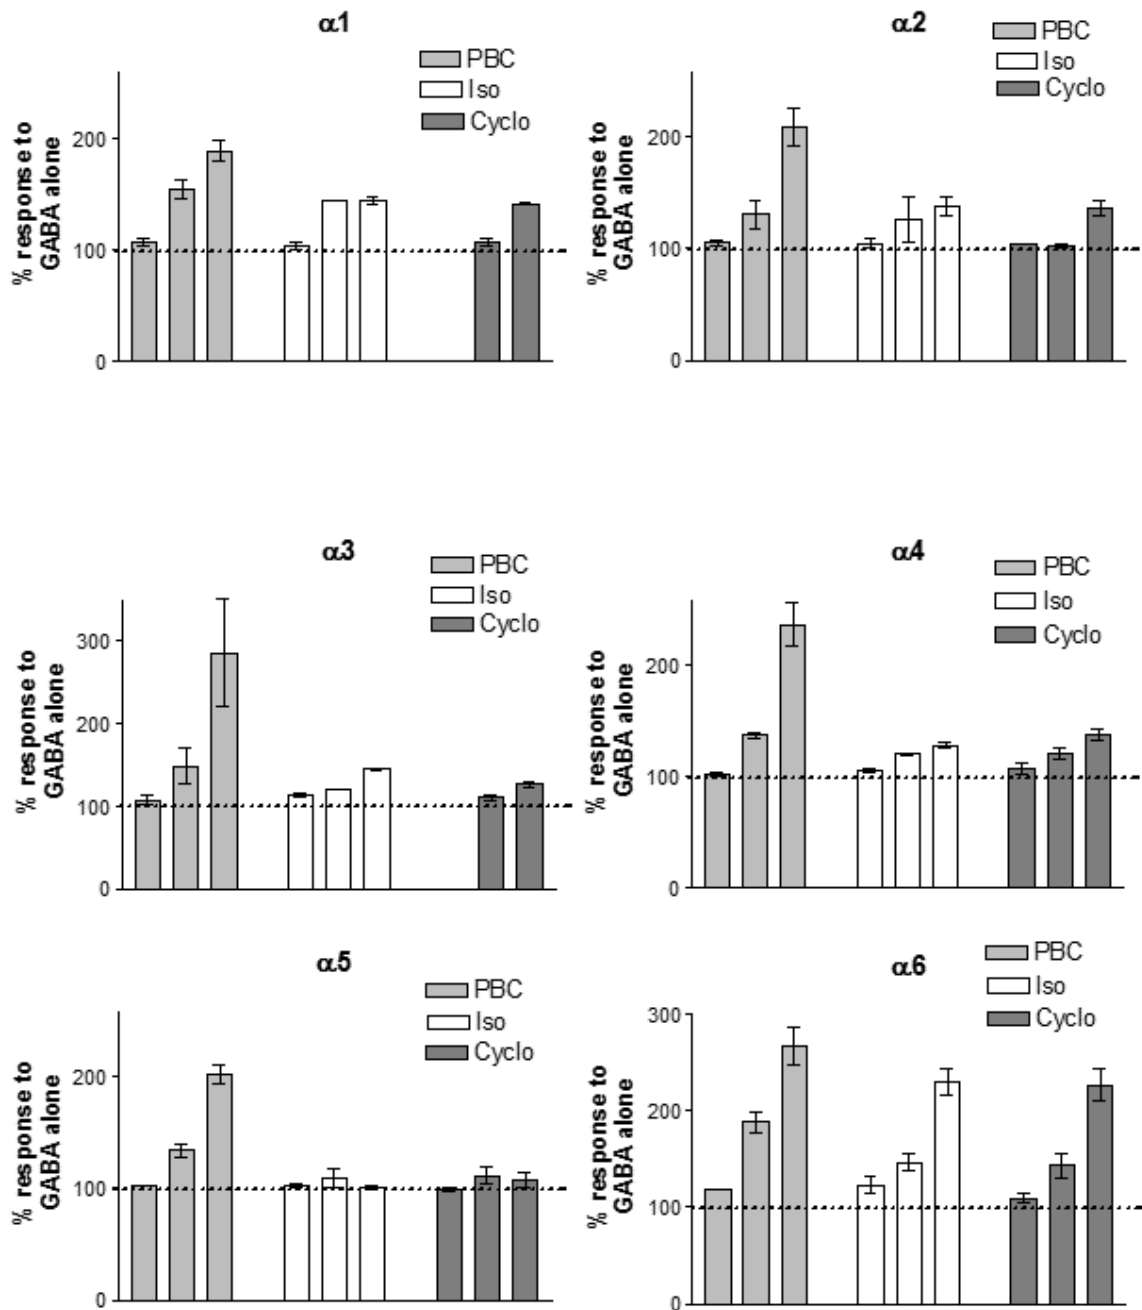 α1
PBC
Iso
Cyclo
% response to
GABA alone
200
100
0
α2
PBC
Iso
Cyclo
% response to
GABA alone
200
100
0
α3
PBC
Iso
Cyclo
% response to
GABA alone
300
200
100
0
α4
PBC
Iso
Cyclo
% response to
GABA alone
200
100
0
α5
PBC
Iso
Cyclo
% response to
GABA alone
200
100
0
α6
PBC
Iso
Cyclo
% response to
GABA alone
300
200
100
0